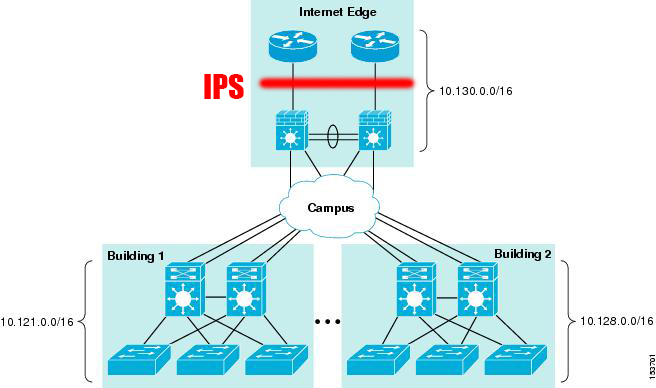 Internet Edge
IPS
10.130.0.0/16
Campus
Building 1
Building 2
10.121.0.0/16
10.128.0.0/16
153701